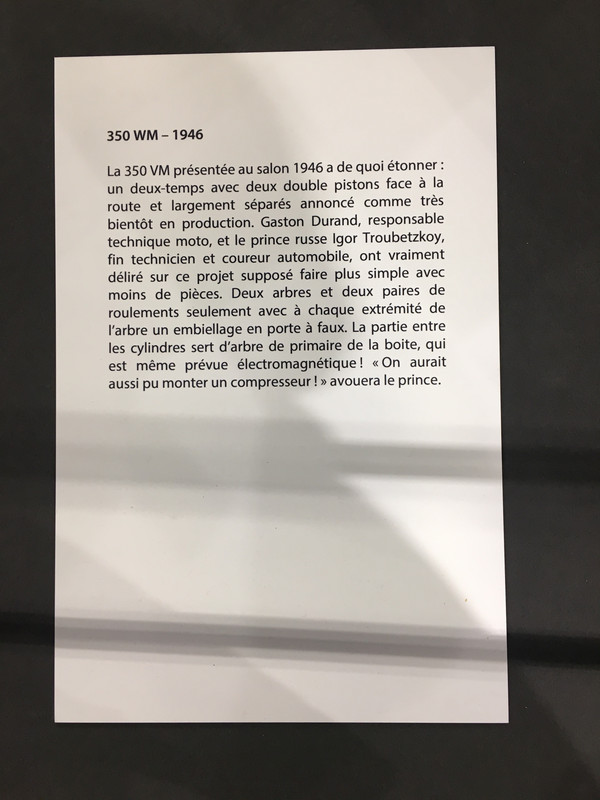 350 WM – 1946
La 350 VM présentée au salon 1946 a de quoi étonner :
un deux-temps avec deux double pistons face à la
route et largement séparés annoncé comme très
bientôt en production. Gaston Durand, responsable
technique moto, et le prince russe Igor Troubetzkoy,
fin technicien et coureur automobile, ont vraiment
déliré sur ce projet supposé faire plus simple avec
moins de pièces. Deux arbres et deux paires de
roulements seulement avec à chaque extrémité de
l’arbre un embiellage en porte à faux. La partie entre
les cylindres sert d’arbre de primaire de la boite, qui
est même prévue électromagnétique ! « On aurait
aussi pu monter un compresseur ! » avouera le prince.